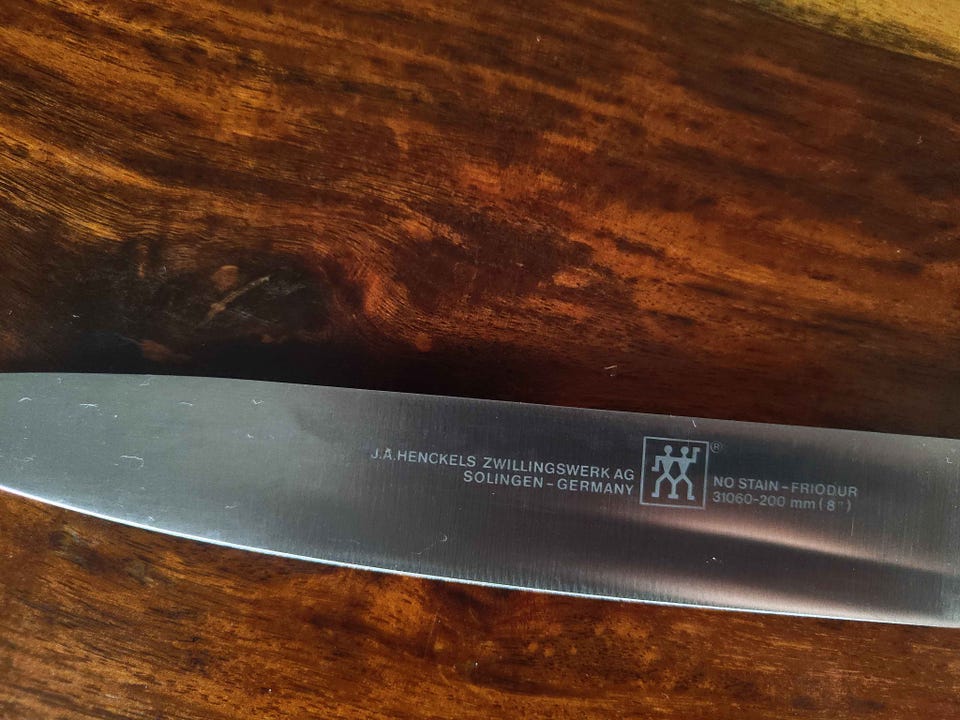 J.A.HENCKELS ZWILLINGSWERK AG
SOLINGEN-GERMANY
®
NO STAIN-FRIODUR
31060-200 mm (8")